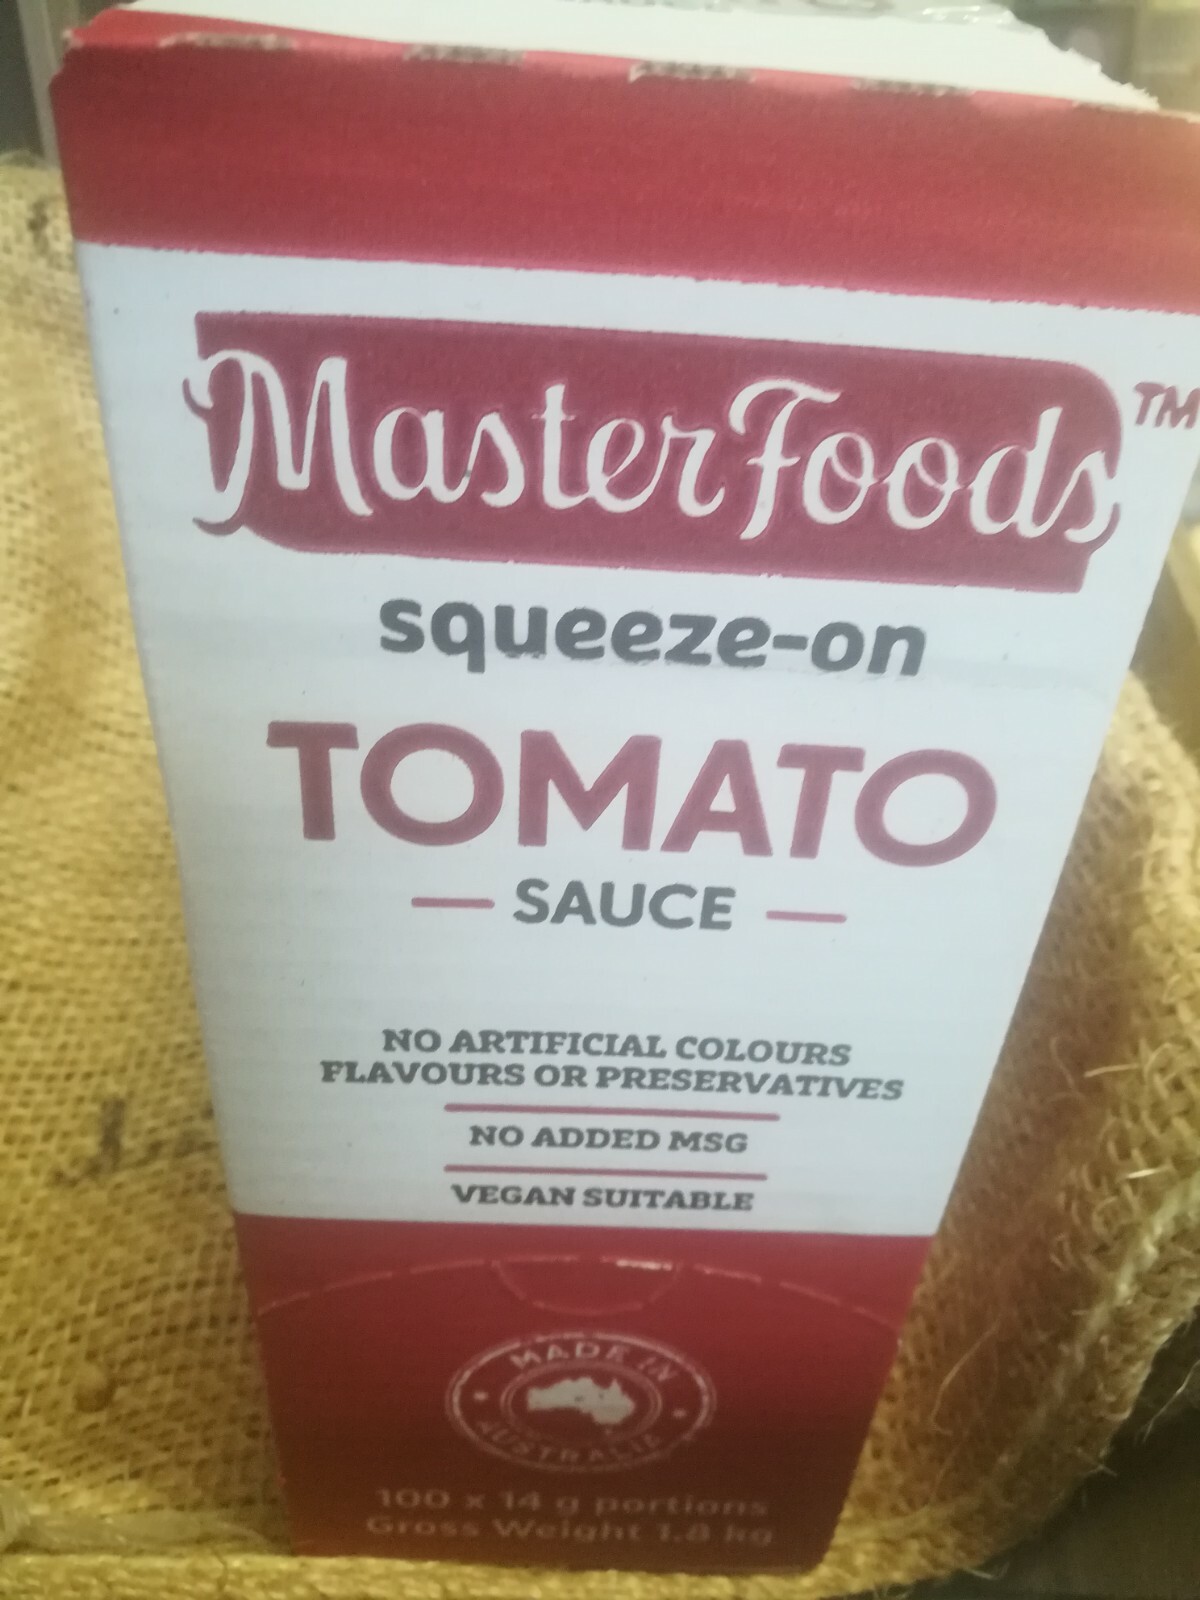 MasterFoods™
squeeze-on
TOMATO
SAUCE
NO ARTIFICIAL COLOURS
FLAVOURS OR PRESERVATIVES
NO ADDED MSG
VEGAN SUITABLE
MADE IN
AUSTRALIA
100 x 14 g portions
Gross Weight 1.8 kg